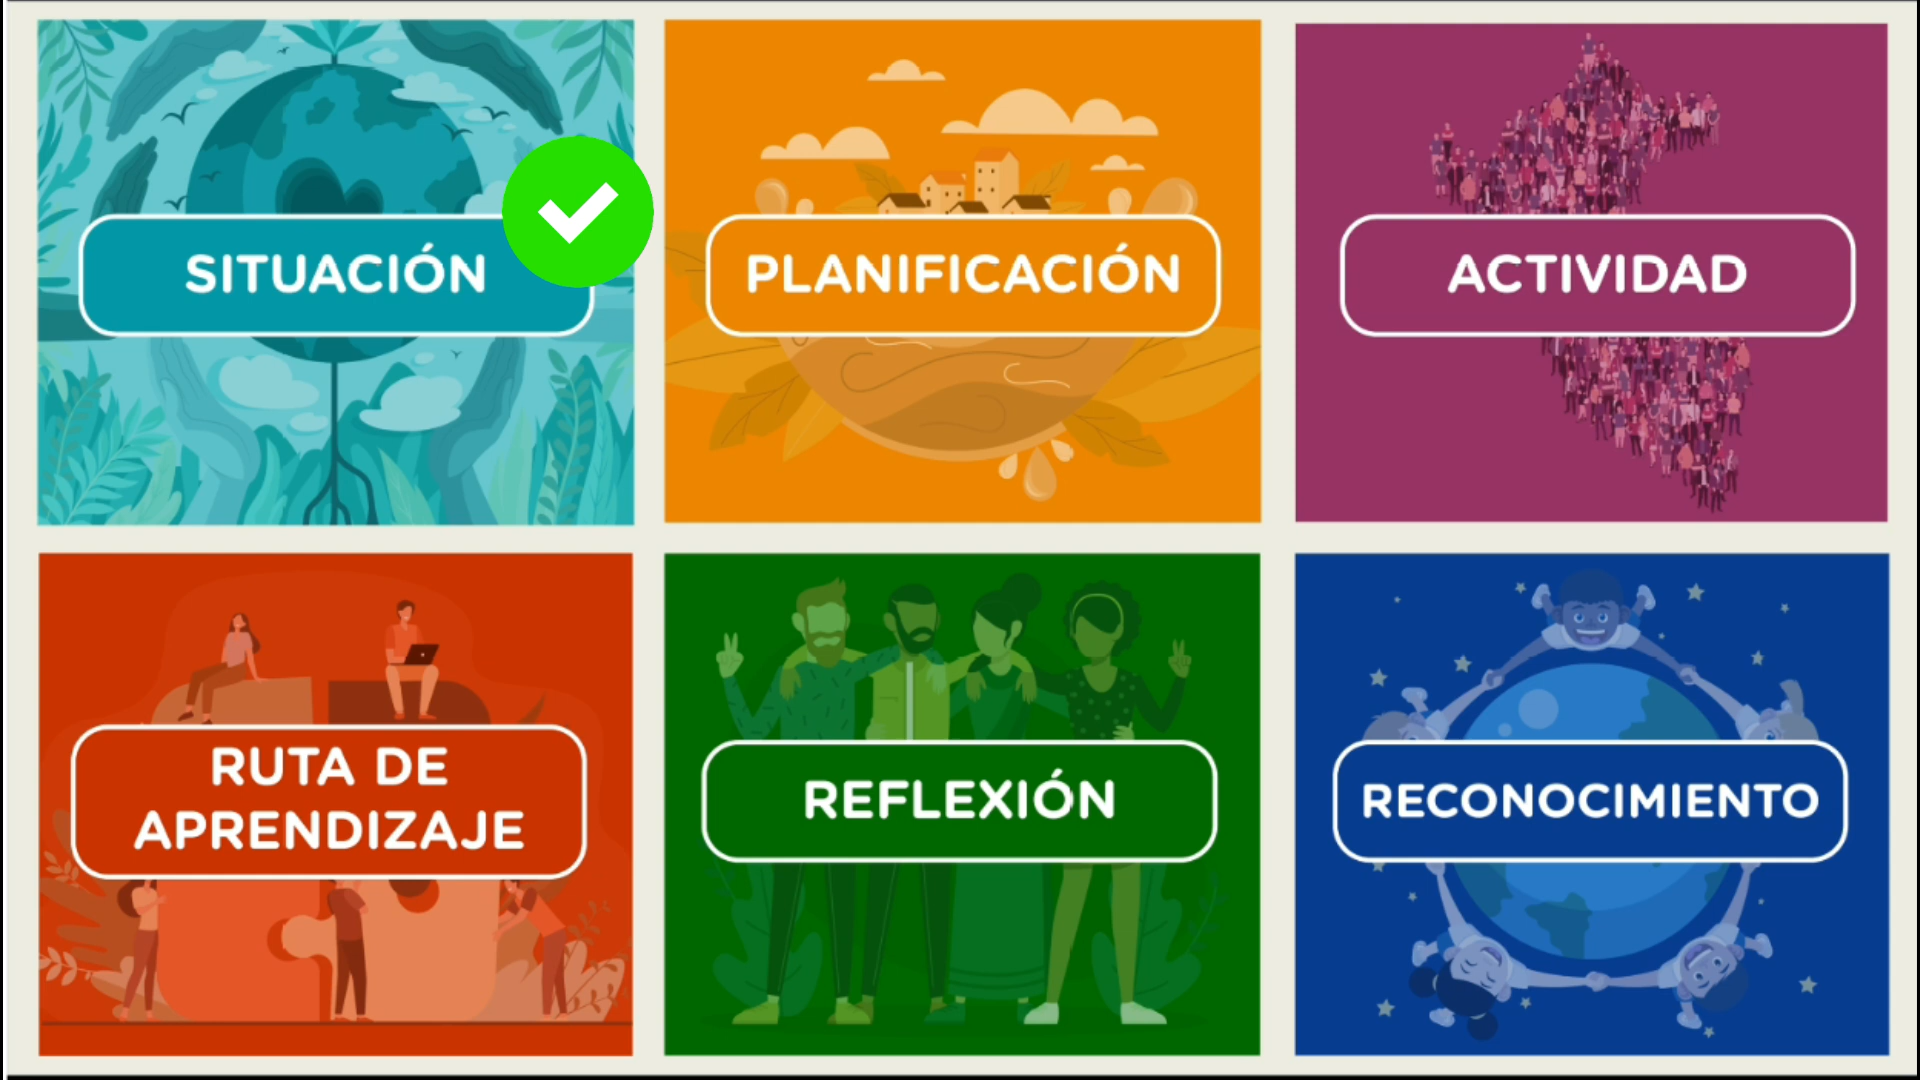 SITUACIÓN
PLANIFICACIÓN
ACTIVIDAD
RUTA DE
APRENDIZAJE
REFLEXIÓN
RECONOCIMIENTO